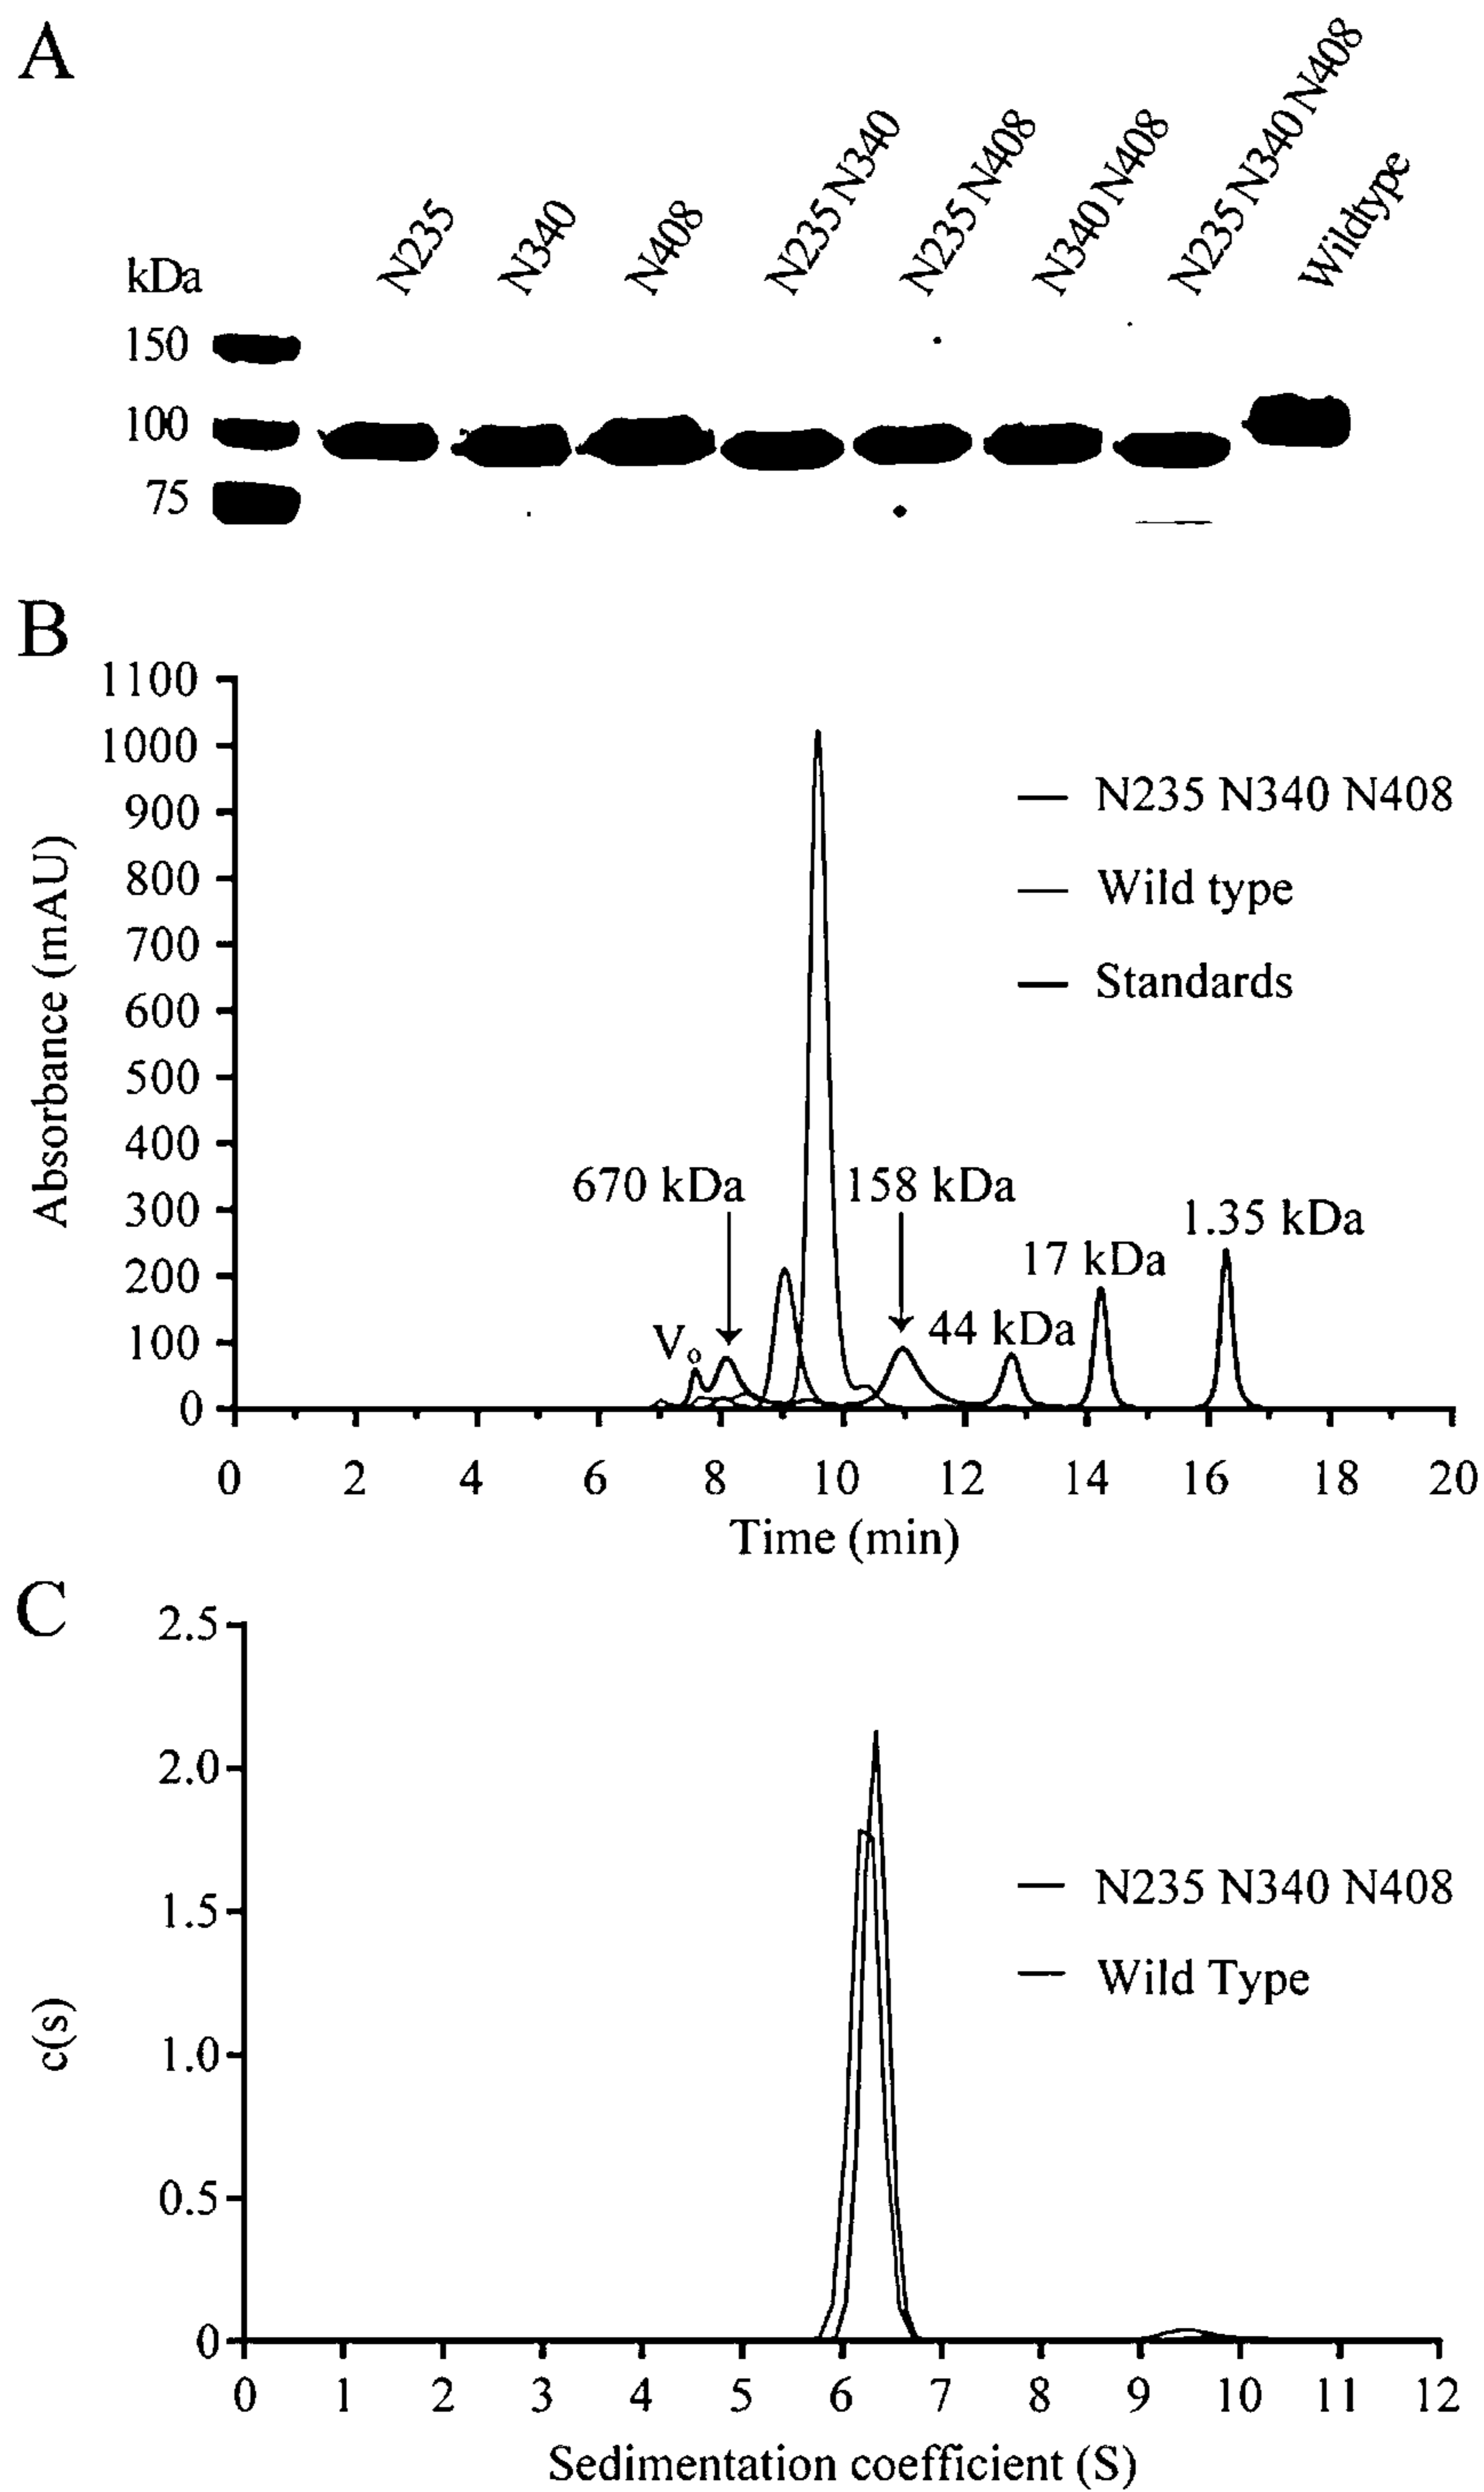 A
kDa
N235
N340
N408
N235 N340
N235 N408
N340 N408
N235 N340 N408
Wildtype
150
100
75
B
1100
1000
900
800
700
600
500
400
300
200
100
0
Absorbance (mAU)
N235 N340 N408
Wild type
Standards
670 kDa
158 kDa
1.35 kDa
17 kDa
44 kDa
Vo
0 2 4 6 8 10 12 14 16 18 20
Time (min)
C
2.5
2.0
1.5
1.0
0.5
0
c(s)
N235 N340 N408
Wild Type
0 1 2 3 4 5 6 7 8 9 10 11 12
Sedimentation coefficient (S)